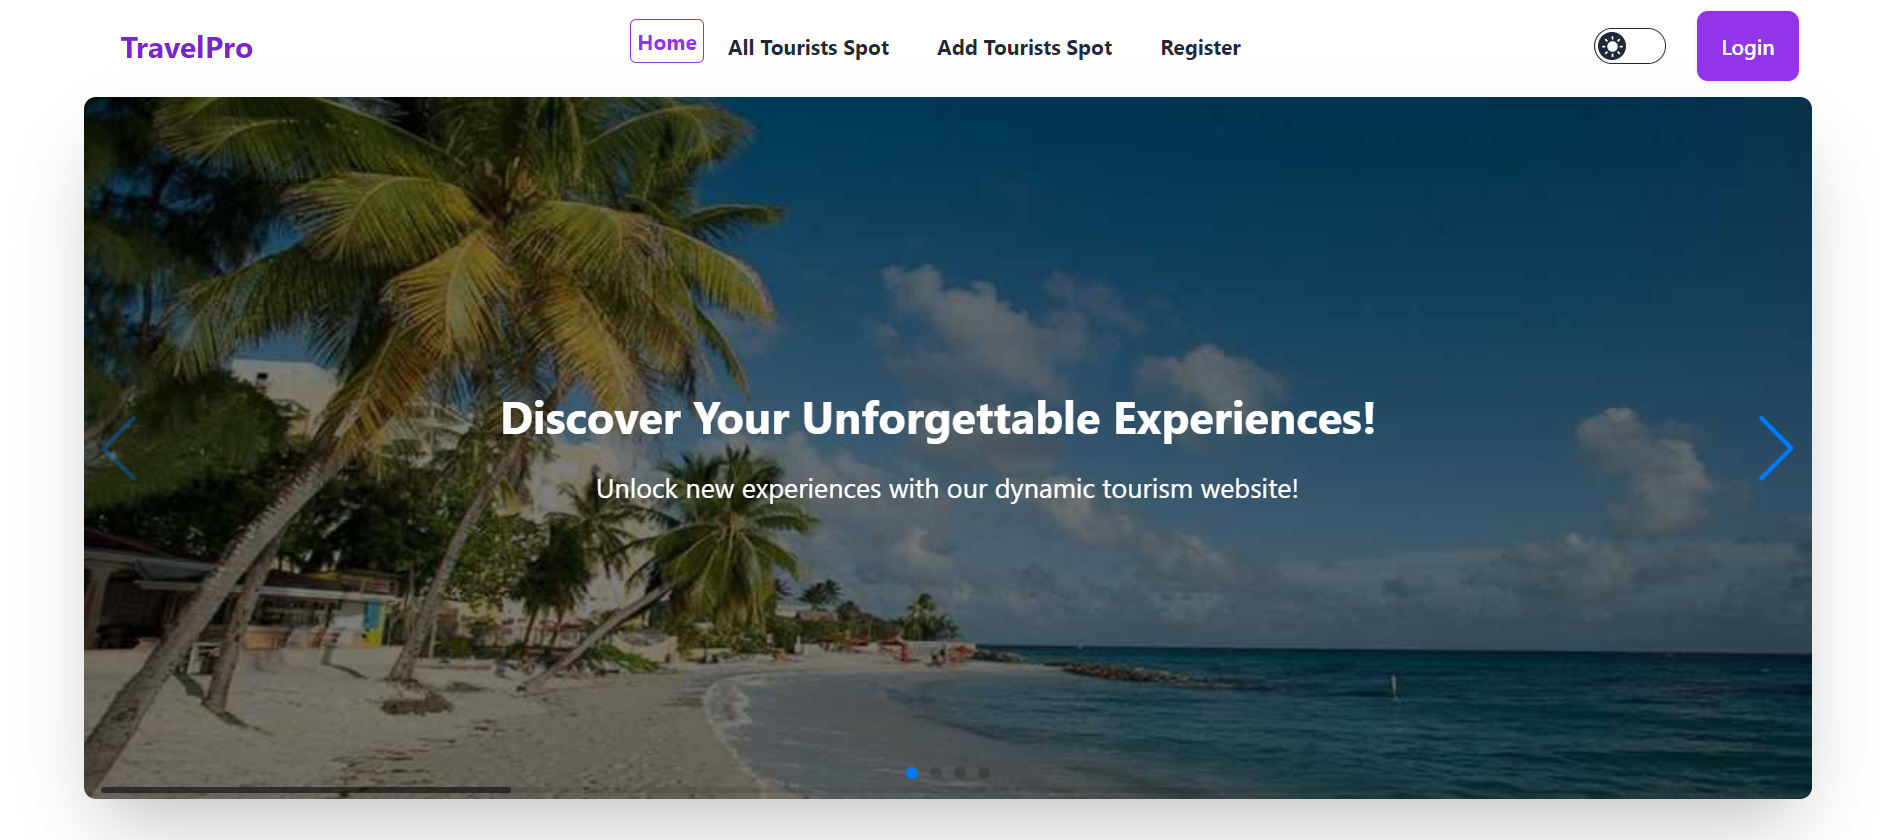 TravelPro
Home
All Tourists Spot
Add Tourists Spot
Register
Login
Discover Your Unforgettable Experiences!
Unlock new experiences with our dynamic tourism website!